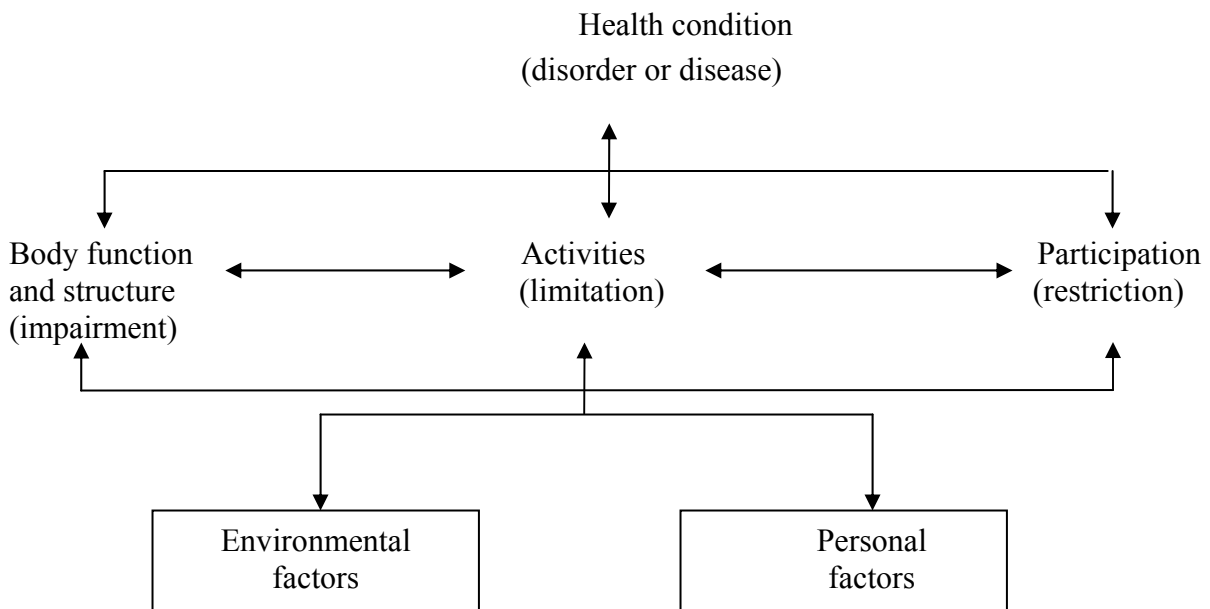 Health condition
(disorder or disease)
Body function
and structure
(impairment)
Activities
(limitation)
Participation
(restriction)
Environmental
factors
Personal
factors